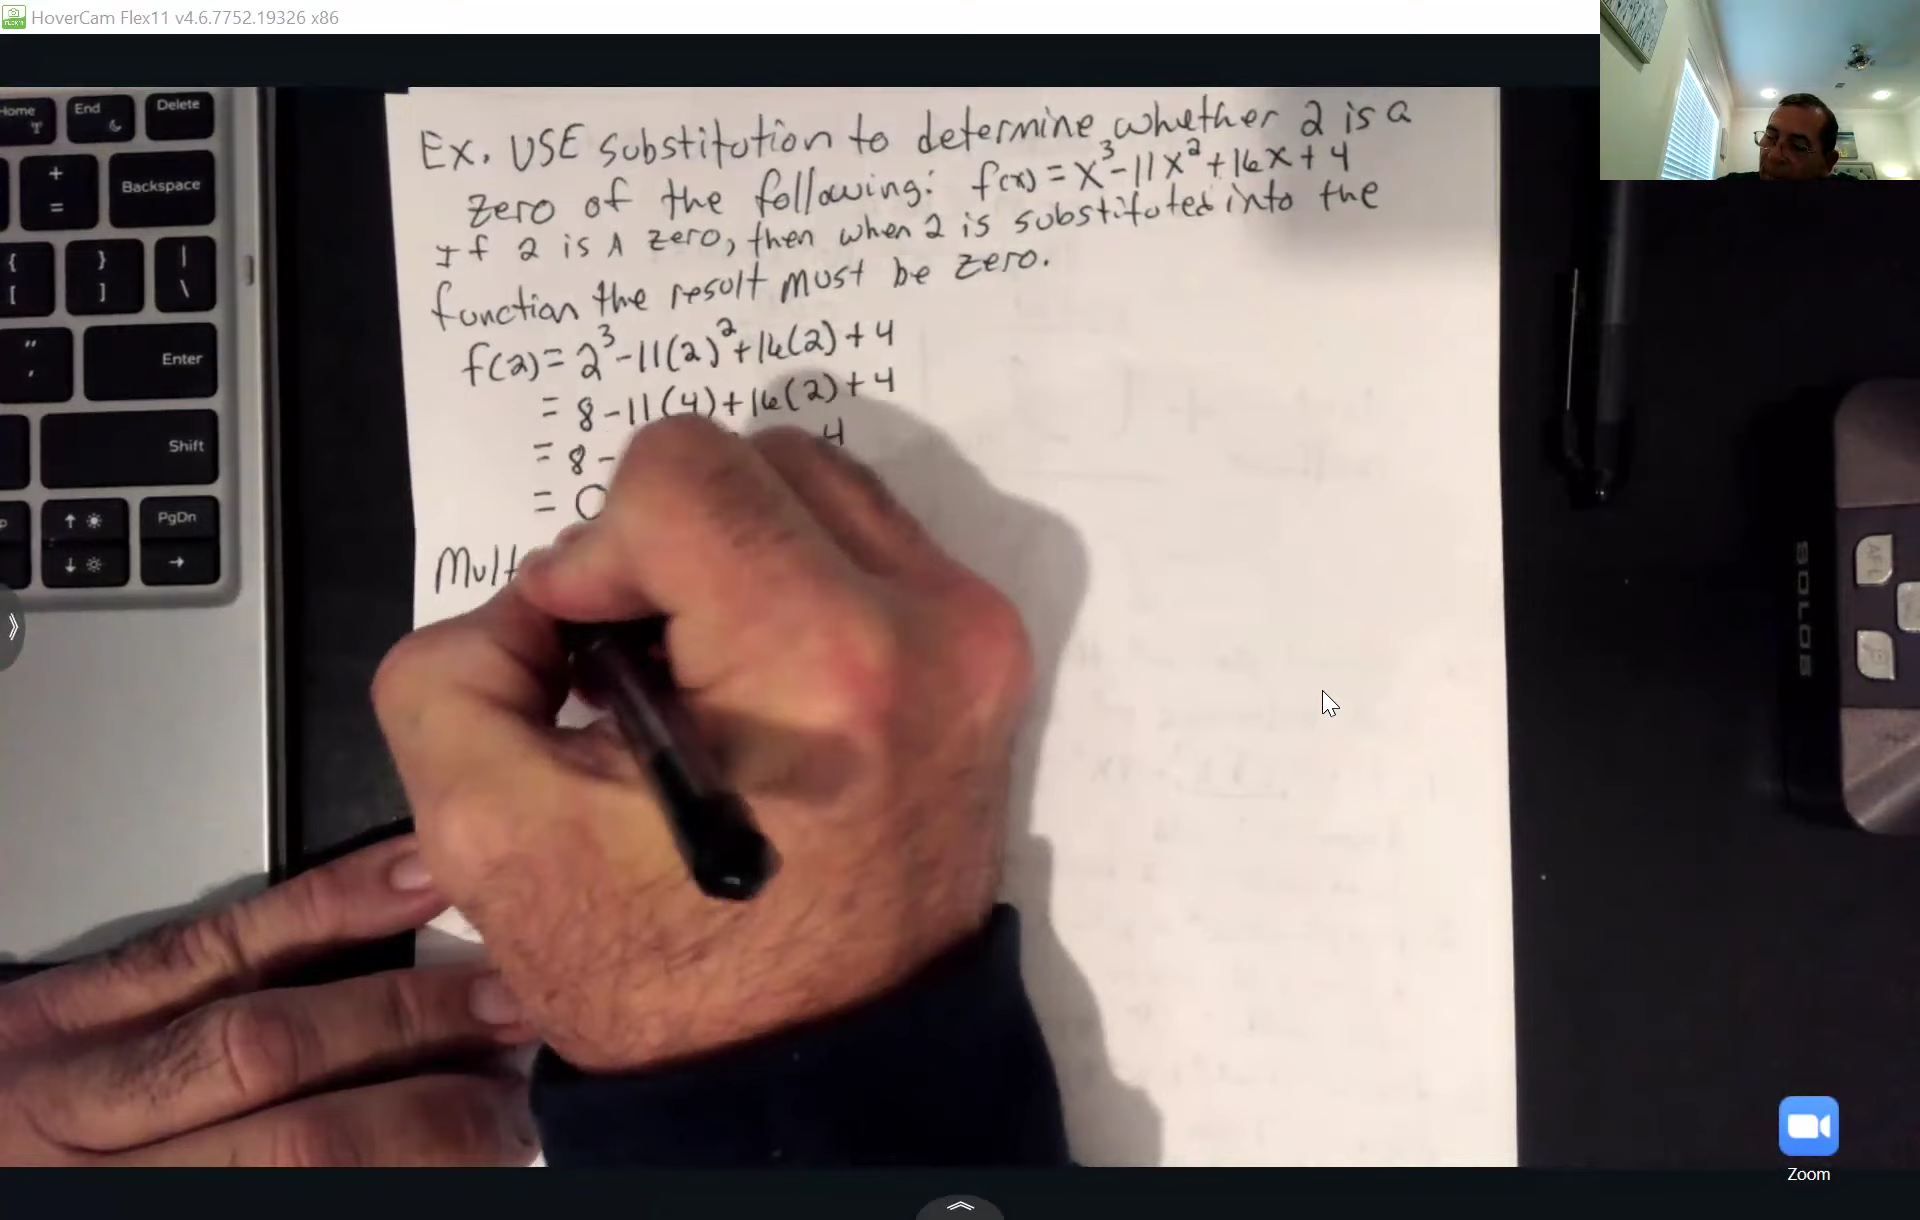 HoverCam Flex11 v4.6.7752.19326 x86
Home End Delete
+ = Backspace
{ [ } ] | \
" ' Enter
Shift
PgDn
Ex. USE substitution to determine whether 2 is a
zero of the following: f(x) = x³-11x²+16x+4
If 2 is A zero, then when 2 is substituted into the
function the result must be zero.
f(2) = 2³-11(2)²+16(2)+4
= 8-11(4)+16(2)+4
= 8- 4
= 0
Mult
SOLO
Zoom